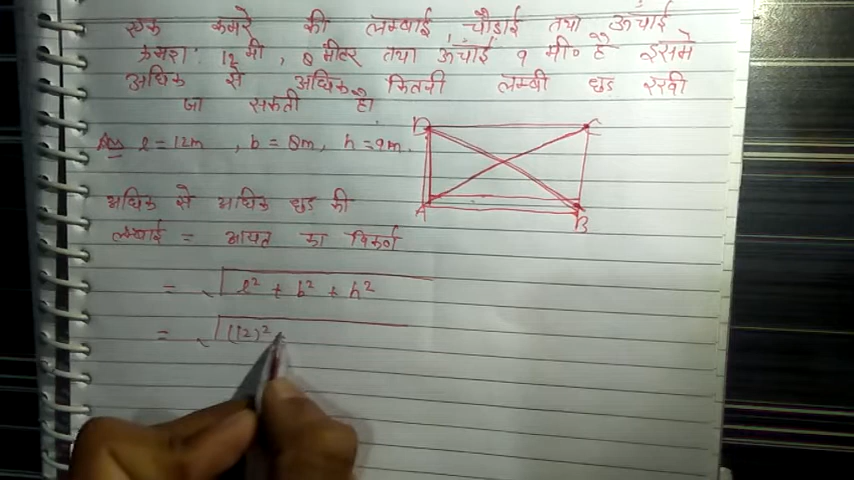 एक कमरे की लम्बाई चौड़ाई तथा ऊंचाई
क्रमश: 12 मी, 8 मीटर तथा ऊंचाई 9 मी० है इसमे
अधिक से अधिक कितनी लम्बी छड रखी
जा सकती है।
D C
l = 12m , b = 8m, h = 9m.
A B
अधिक से अधिक छड की
लम्बाई = आयत का विकर्ण
= √l² + b² + h²
= √(12)²